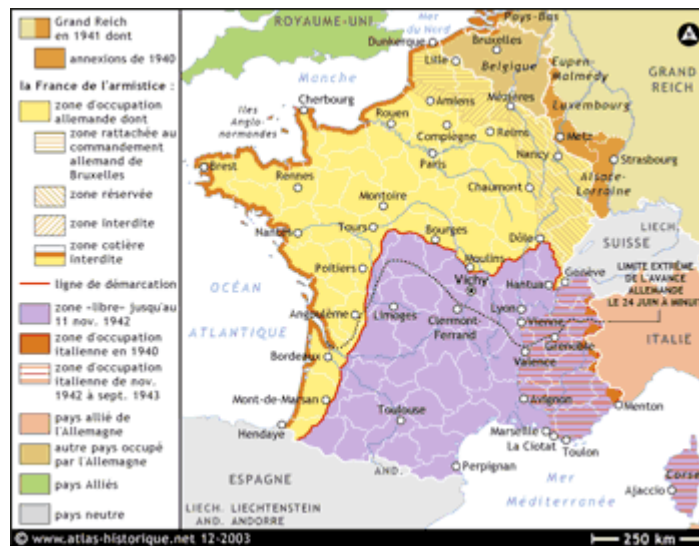 Grand Reich
en 1941 dont
annexions de 1940
la France de l'armistice :
zone d'occupation
allemande dont
zone rattachée au
commandement
allemand de
Bruxelles
zone réservée
zone interdite
zone cotière
interdite
ligne de démarcation
zone «libre» jusqu'au
11 nov. 1942
zone d'occupation
italienne en 1940
zone d'occupation
italienne de nov.
1942 à sept. 1943
pays allié de
l'Allemagne
autre pays occupé
par l'Allemagne
pays Alliés
pays neutre
ROYAUME-UNI
Mer
du Nord
Pays-Bas
Dunkerque
Bruxelles
Lille
Belgique
Eupen-
Malmédy
GRAND
REICH
Manche
Cherbourg
Iles
Anglo-
normandes
Amiens
Mézières
Luxembourg
Rouen
Compiègne
Reims
Metz
Paris
Nancy
Strasbourg
Alsace-
Lorraine
Brest
Rennes
Chaumont
Montoire
Nantes
Tours
Bourges
Dôle
LIECH.
SUISSE
Poitiers
Moulins
Vichy
Genève
Hantua
LIMITE EXTRÊME
DE L'AVANCE
ALLEMANDE
LE 24 JUIN À MINUIT
OCÉAN
ATLANTIQUE
Angoulême
Limoges
Clermont-
Ferrand
Lyon
Vienne
Grenoble
Valence
ITALIE
Bordeaux
Mont-de-Marsan
Avignon
Menton
Toulouse
Hendaye
Marseille
La Ciotat
Toulon
ESPAGNE
AND.
Perpignan
Mer
Méditerranée
Corse
Ajaccio
LIECH. LIECHTENSTEIN
AND. ANDORRE
© www.atlas-historique.net 12-2003
250 km